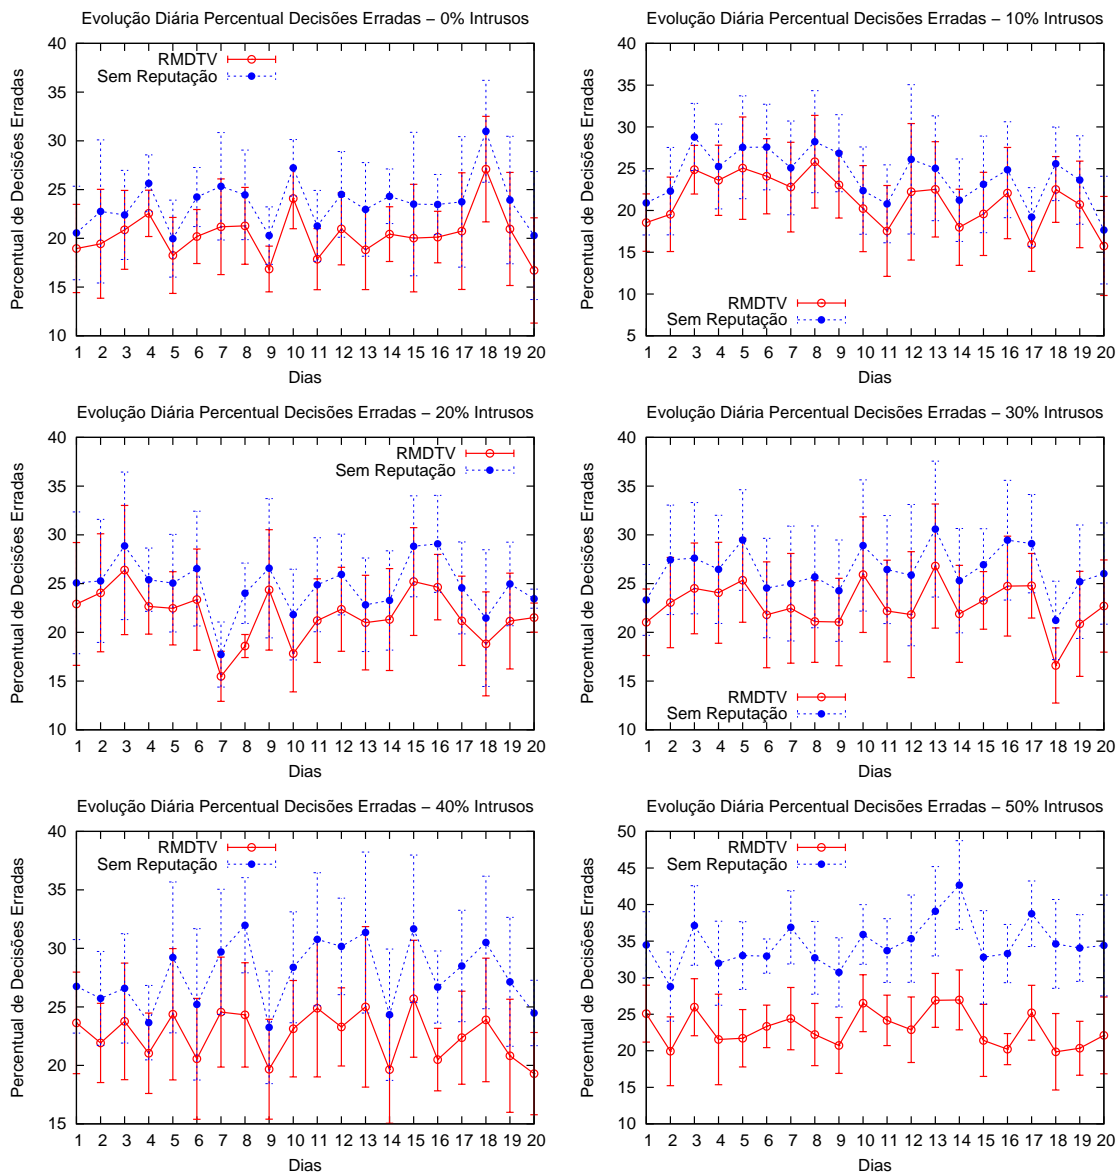 Evolução Diária Percentual Decisões Erradas – 0% Intrusos
40
35
30
25
20
15
10
Percentual de Decisões Erradas
RMDTV
Sem Reputação
1 2 3 4 5 6 7 8 9 10 11 12 13 14 15 16 17 18 19 20
Dias
Evolução Diária Percentual Decisões Erradas – 10% Intrusos
40
35
30
25
20
15
10
5
Percentual de Decisões Erradas
RMDTV
Sem Reputação
1 2 3 4 5 6 7 8 9 10 11 12 13 14 15 16 17 18 19 20
Dias
Evolução Diária Percentual Decisões Erradas – 20% Intrusos
40
35
30
25
20
15
10
Percentual de Decisões Erradas
RMDTV
Sem Reputação
1 2 3 4 5 6 7 8 9 10 11 12 13 14 15 16 17 18 19 20
Dias
Evolução Diária Percentual Decisões Erradas – 30% Intrusos
40
35
30
25
20
15
10
Percentual de Decisões Erradas
RMDTV
Sem Reputação
1 2 3 4 5 6 7 8 9 10 11 12 13 14 15 16 17 18 19 20
Dias
Evolução Diária Percentual Decisões Erradas – 40% Intrusos
40
35
30
25
20
15
Percentual de Decisões Erradas
RMDTV
Sem Reputação
1 2 3 4 5 6 7 8 9 10 11 12 13 14 15 16 17 18 19 20
Dias
Evolução Diária Percentual Decisões Erradas – 50% Intrusos
50
45
40
35
30
25
20
15
10
Percentual de Decisões Erradas
RMDTV
Sem Reputação
1 2 3 4 5 6 7 8 9 10 11 12 13 14 15 16 17 18 19 20
Dias